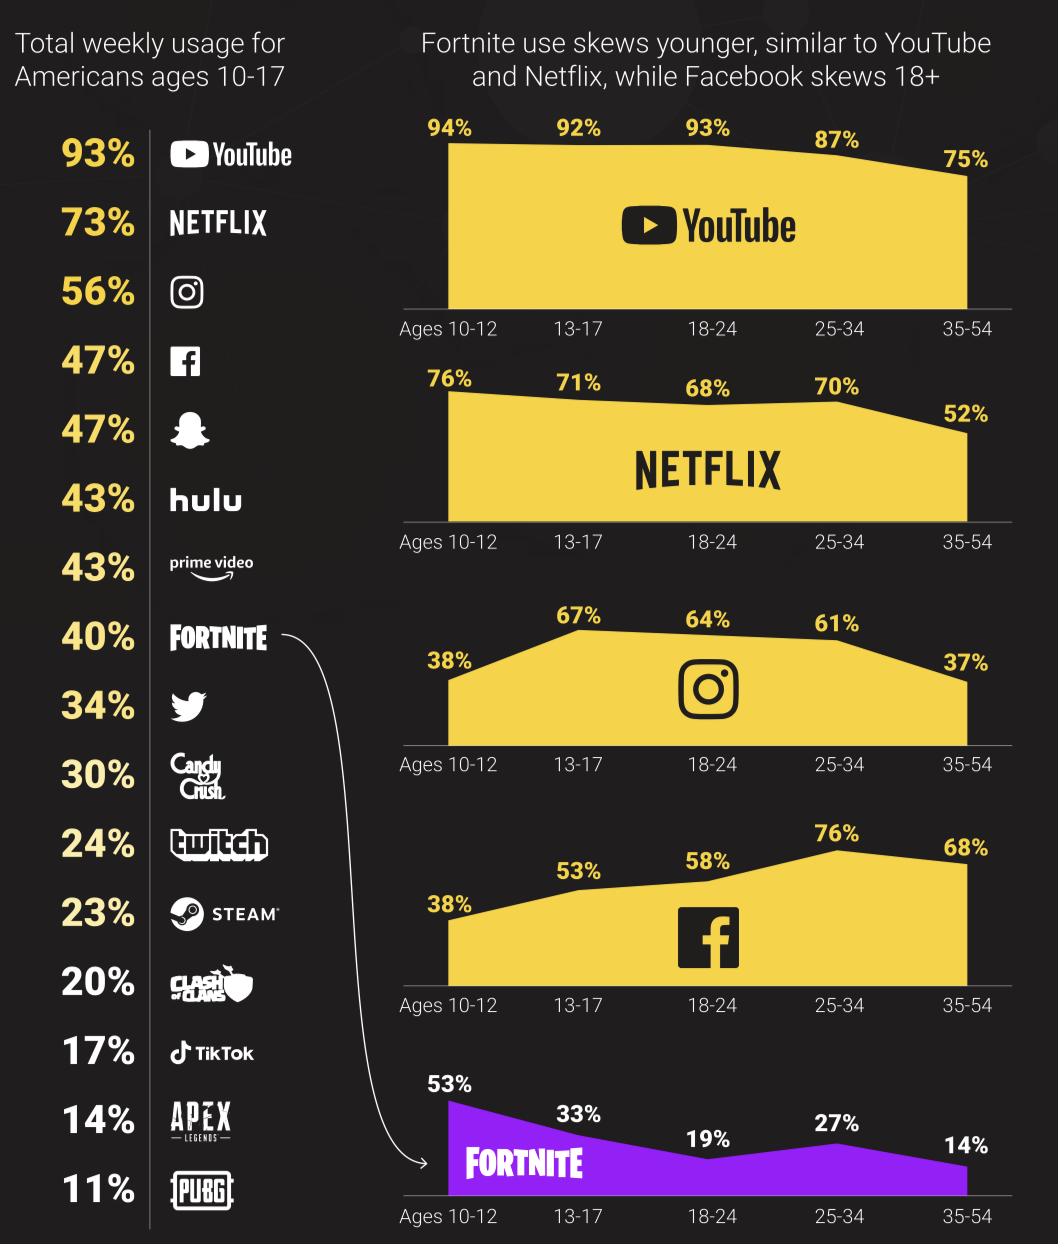 Total weekly usage for
Americans ages 10-17
93% YouTube
73% NETFLIX
56%
47%
47%
43% hulu
43% prime video
40% FORTNITE
34%
30% Candy
Crush
24% twitch
23% STEAM
20% CLASH
OF CLANS
17% TikTok
14% APEX
LEGENDS
11% PUBG
Fortnite use skews younger, similar to YouTube
and Netflix, while Facebook skews 18+
94% 92% 93% 87% 75%
YouTube
Ages 10-12 13-17 18-24 25-34 35-54
76% 71% 68% 70% 52%
NETFLIX
Ages 10-12 13-17 18-24 25-34 35-54
38% 67% 64% 61% 37%
Ages 10-12 13-17 18-24 25-34 35-54
38% 53% 58% 76% 68%
Ages 10-12 13-17 18-24 25-34 35-54
53% 33% 19% 27% 14%
FORTNITE
Ages 10-12 13-17 18-24 25-34 35-54